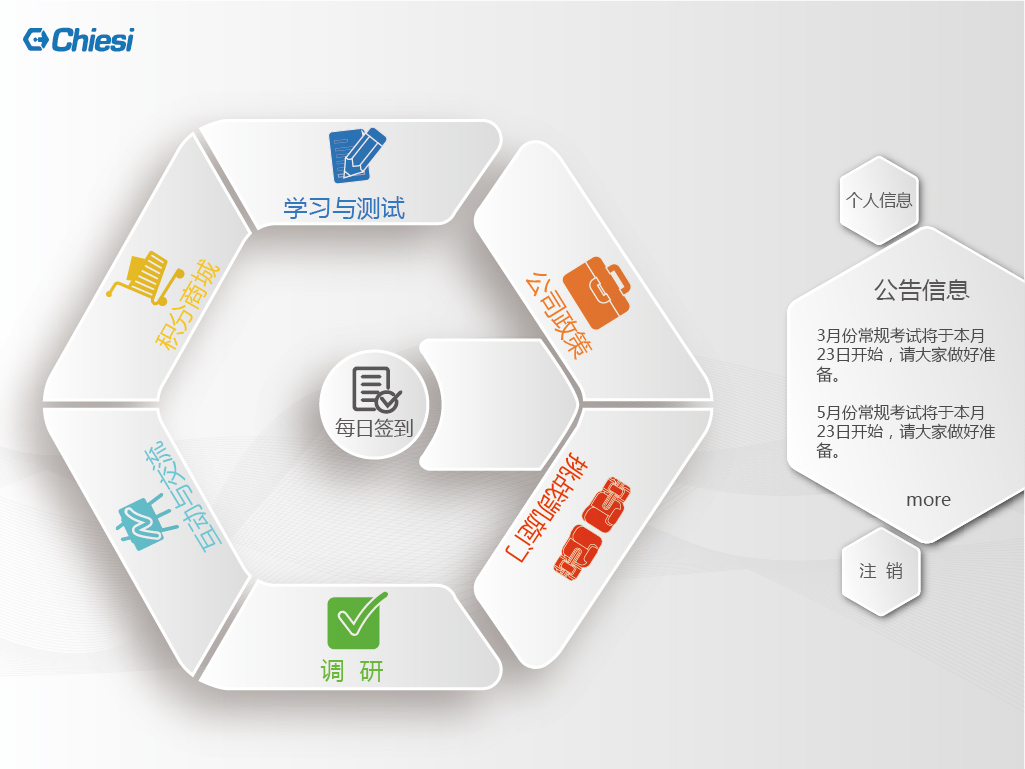 Chiesi
学习与测试
积分商城
公司政策
每日签到
互动与交流
挑战凯旋门
调 研
个人信息
公告信息
3月份常规考试将于本月
23日开始，请大家做好准
备。
5月份常规考试将于本月
23日开始，请大家做好准
备。
more
注 销